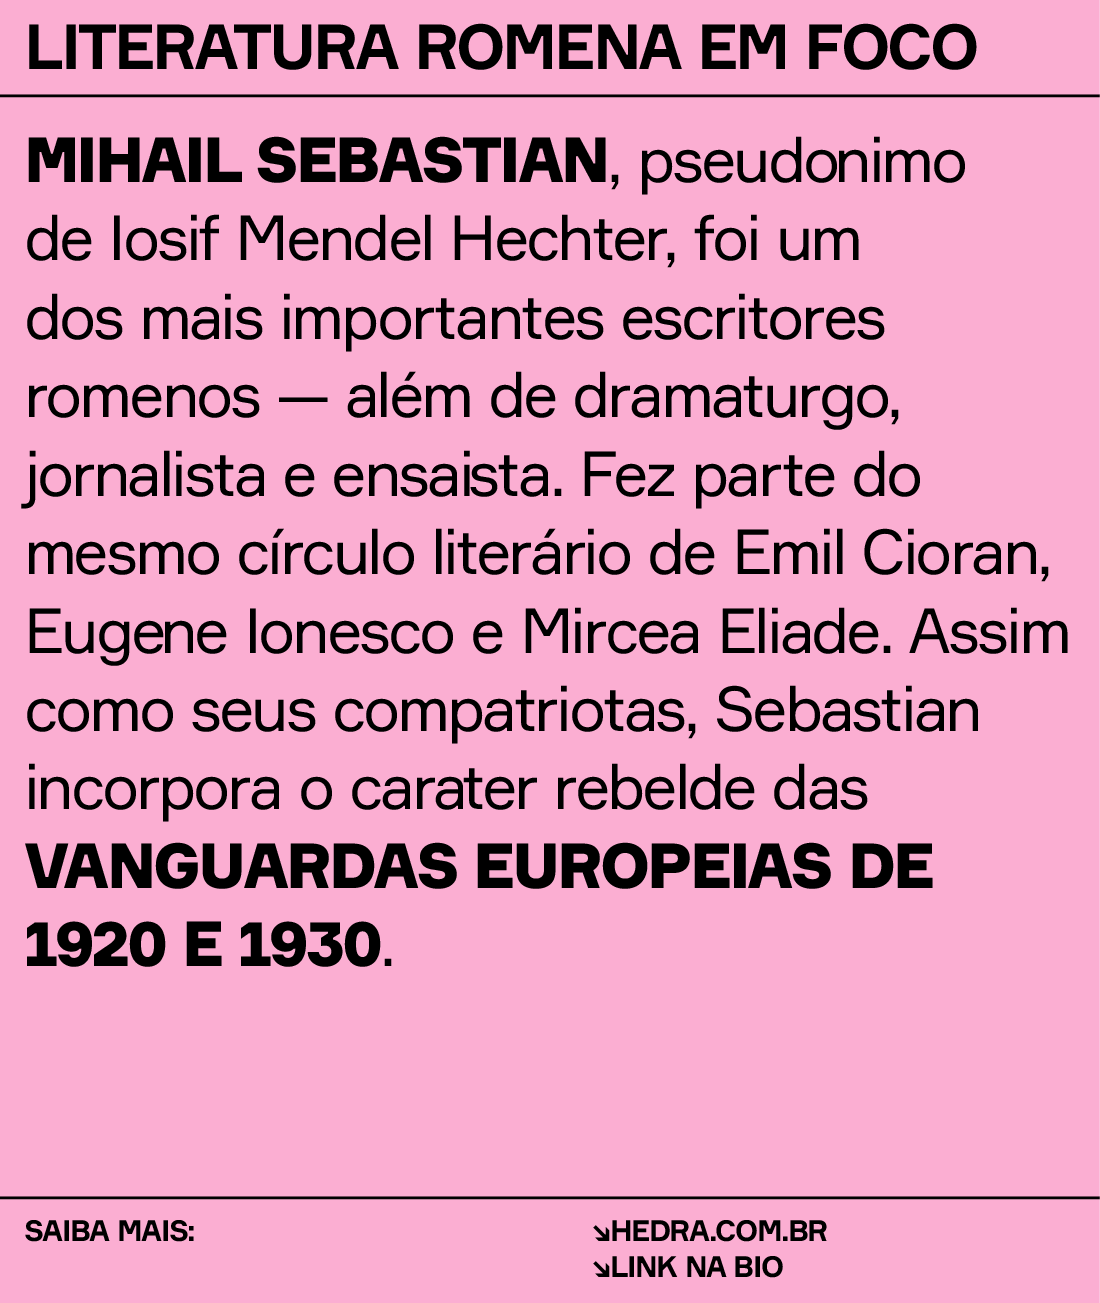 LITERATURA ROMENA EM FOCO
MIHAIL SEBASTIAN, pseudonimo
de Iosif Mendel Hechter, foi um
dos mais importantes escritores
romenos — além de dramaturgo,
jornalista e ensaista. Fez parte do
mesmo círculo literário de Emil Cioran,
Eugene Ionesco e Mircea Eliade. Assim
como seus compatriotas, Sebastian
incorpora o carater rebelde das
VANGUARDAS EUROPEIAS DE
1920 E 1930.
SAIBA MAIS:
↘HEDRA.COM.BR
↘LINK NA BIO